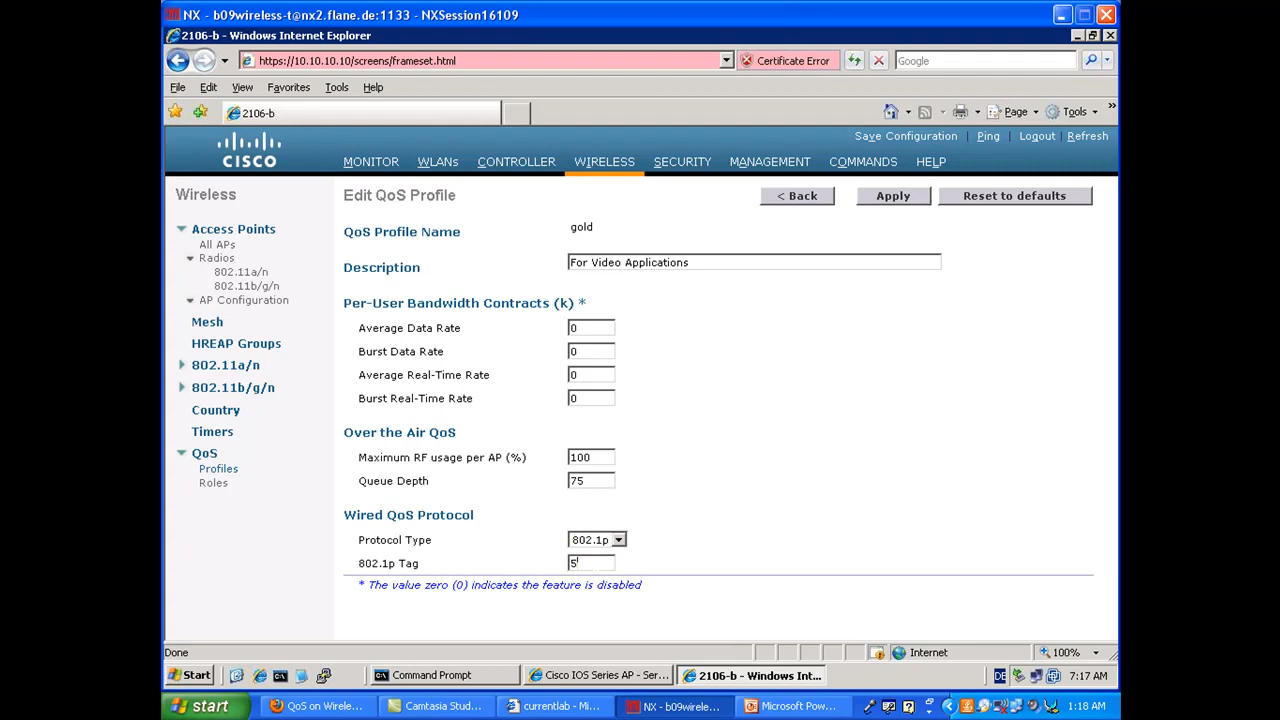 NX - b09wireless-t@nx2.flane.de:1133 - NXSession16109
2106-b - Windows Internet Explorer
https://10.10.10.10/screens/frameset.html
Certificate Error
Google
File Edit View Favorites Tools Help
2106-b
Page Tools
Save Configuration Ping Logout Refresh
CISCO
MONITOR WLANs CONTROLLER WIRELESS SECURITY MANAGEMENT COMMANDS HELP
Wireless
Access Points
All APs
Radios
802.11a/n
802.11b/g/n
AP Configuration
Mesh
HREAP Groups
802.11a/n
802.11b/g/n
Country
Timers
QoS
Profiles
Roles
Edit QoS Profile
< Back Apply Reset to defaults
QoS Profile Name gold
Description For Video Applications
Per-User Bandwidth Contracts (k) *
Average Data Rate 0
Burst Data Rate 0
Average Real-Time Rate 0
Burst Real-Time Rate 0
Over the Air QoS
Maximum RF usage per AP (%) 100
Queue Depth 75
Wired QoS Protocol
Protocol Type 802.1p
802.1p Tag 5
* The value zero (0) indicates the feature is disabled
Done Internet 100%
Start Command Prompt Cisco IOS Series AP - Ser... 2106-b - Windows Int... DE 7:17 AM
start QoS on Wirele... Camtasia Stud... currentlab - Mi... NX - b09wirele... Microsoft Pow... 1:18 AM